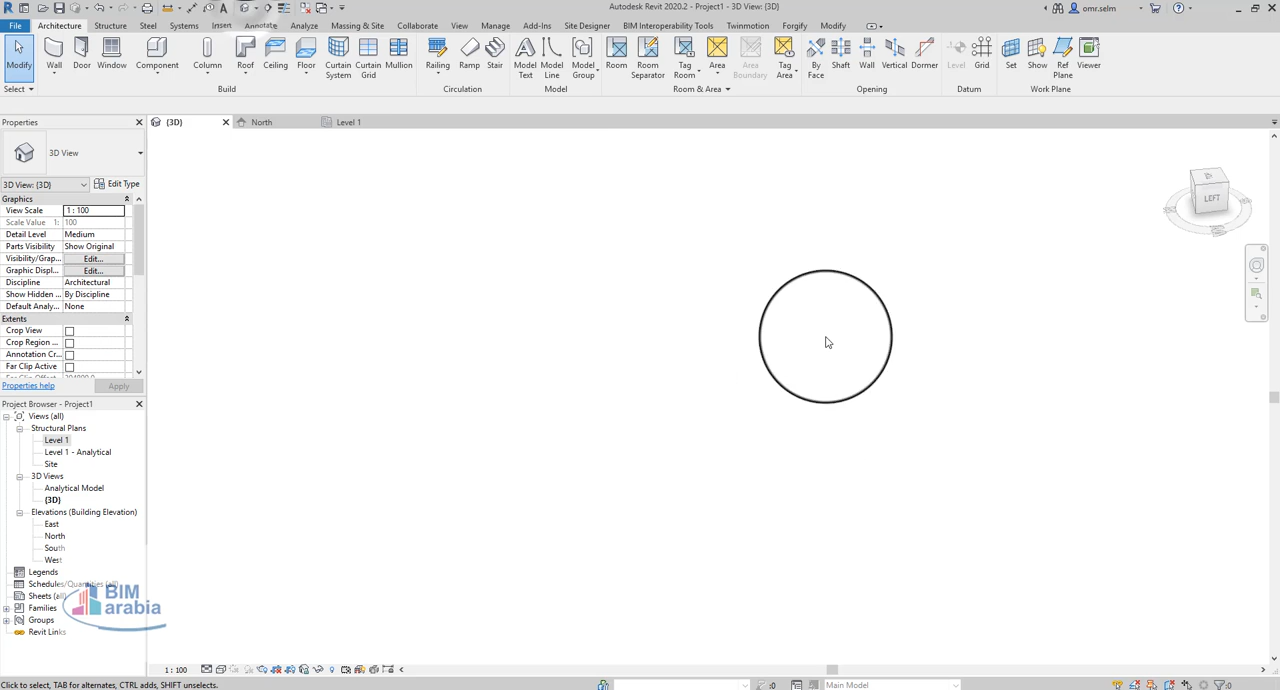 Autodesk Revit 2020.2 - Project1 - 3D View: {3D}
omr.selm
File Architecture Structure Steel Systems Insert Annotate Analyze Massing & Site Collaborate View Manage Add-Ins Site Designer BIM Interoperability Tools Twinmotion Forgify Modify
Modify Wall Door Window Component Column Roof Ceiling Floor Curtain System Curtain Grid Mullion Railing Ramp Stair Model Text Model Line Model Group Room Room Separator Tag Room Area Area Boundary Tag Area By Face Shaft Wall Vertical Dormer Level Grid Set Show Ref Plane Viewer
Select Build Circulation Model Room & Area Opening Datum Work Plane
Properties
{3D} North Level 1
3D View
3D View: {3D} Edit Type
Graphics
View Scale 1 : 100
Scale Value 1: 100
Detail Level Medium
Parts Visibility Show Original
Visibility/Grap... Edit...
Graphic Displ... Edit...
Discipline Architectural
Show Hidden ... By Discipline
Default Analy... None
Extents
Crop View
Crop Region ...
Annotation Cr...
Far Clip Active
Properties help Apply
LEFT
Project Browser - Project1
Views (all)
Structural Plans
Level 1
Level 1 - Analytical
Site
3D Views
Analytical Model
{3D}
Elevations (Building Elevation)
East
North
South
West
Legends
Schedules/Quantities (all)
Sheets (all)
Families
Groups
Revit Links
BIM
arabia
1 : 100
Click to select, TAB for alternates, CTRL adds, SHIFT unselects.
:0
Main Model
:0